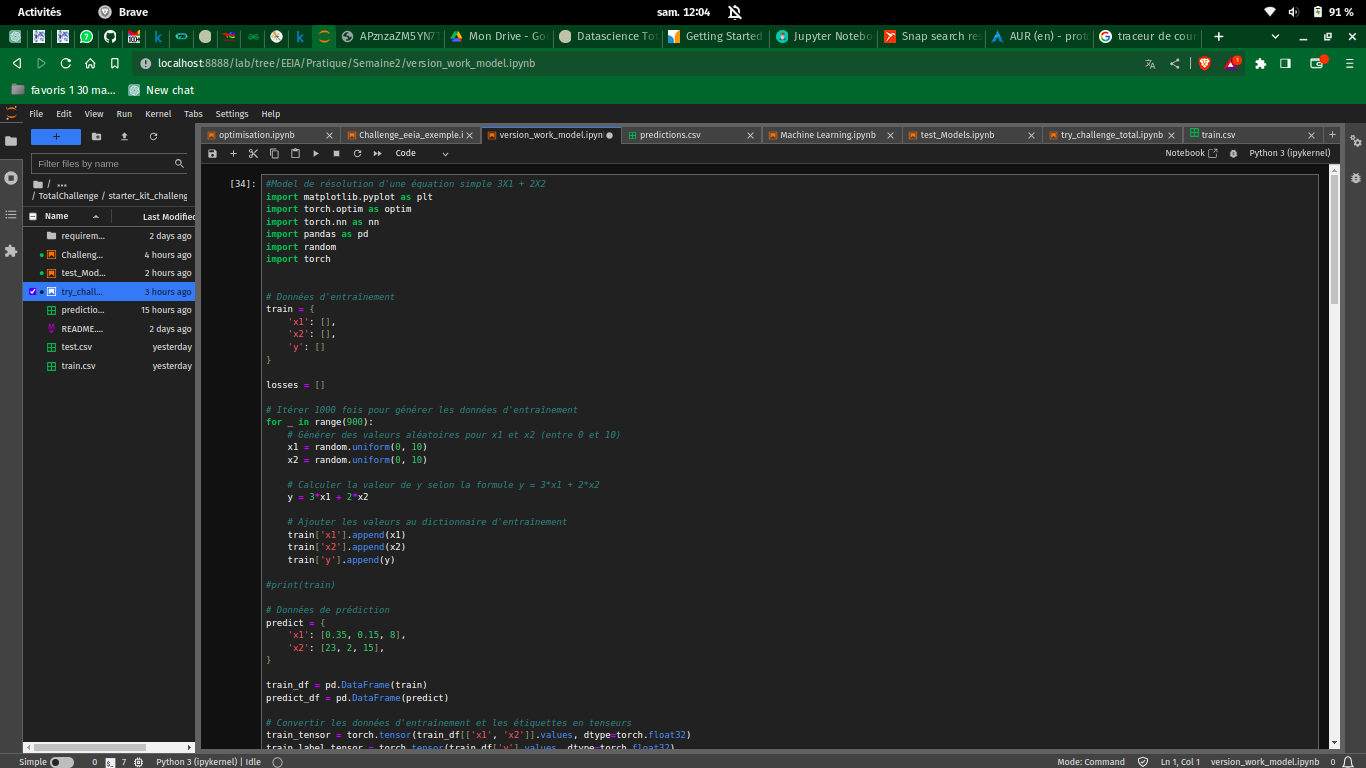 Activités Brave sam. 12:04 91 %
APznzaZM5YN7 Mon Drive - Go Datascience To Getting Started Jupyter Notebo Snap search re AUR (en) - prot traceur de cour
localhost:8888/lab/tree/EEIA/Pratique/Semaine2/version_work_model.ipynb
favoris 1 30 ma... New chat
File Edit View Run Kernel Tabs Settings Help
optimisation.ipynb Challenge_eeia_exemple.i version_work_model.ipyn predictions.csv Machine Learning.ipynb test_Models.ipynb try_challenge_total.ipynb train.csv
Code Notebook Python 3 (ipykernel)
Filter files by name
/ ...
/ TotalChallenge / starter_kit_challeng
Name Last Modified
requirem... 2 days ago
Challeng... 4 hours ago
test_Mod... 2 hours ago
try_chall... 3 hours ago
predictio... 15 hours ago
README.... 2 days ago
test.csv yesterday
train.csv yesterday
[34]:
#Model de résolution d'une équation simple 3X1 + 2X2
import matplotlib.pyplot as plt
import torch.optim as optim
import torch.nn as nn
import pandas as pd
import random
import torch
# Données d'entraînement
train = {
'x1': [],
'x2': [],
'y': []
}
losses = []
# Itérer 1000 fois pour générer les données d'entraînement
for _ in range(900):
# Générer des valeurs aléatoires pour x1 et x2 (entre 0 et 10)
x1 = random.uniform(0, 10)
x2 = random.uniform(0, 10)
# Calculer la valeur de y selon la formule y = 3*x1 + 2*x2
y = 3*x1 + 2*x2
# Ajouter les valeurs au dictionnaire d'entraînement
train['x1'].append(x1)
train['x2'].append(x2)
train['y'].append(y)
#print(train)
# Données de prédiction
predict = {
'x1': [0.35, 0.15, 8],
'x2': [23, 2, 15],
}
train_df = pd.DataFrame(train)
predict_df = pd.DataFrame(predict)
# Convertir les données d'entraînement et les étiquettes en tenseurs
train_tensor = torch.tensor(train_df[['x1', 'x2']].values, dtype=torch.float32)
train_label_tensor = torch.tensor(train_df['y'].values, dtype=torch.float32)
Simple 0 7 Python 3 (ipykernel) | Idle Mode: Command Ln 1, Col 1 version_work_model.ipynb 0